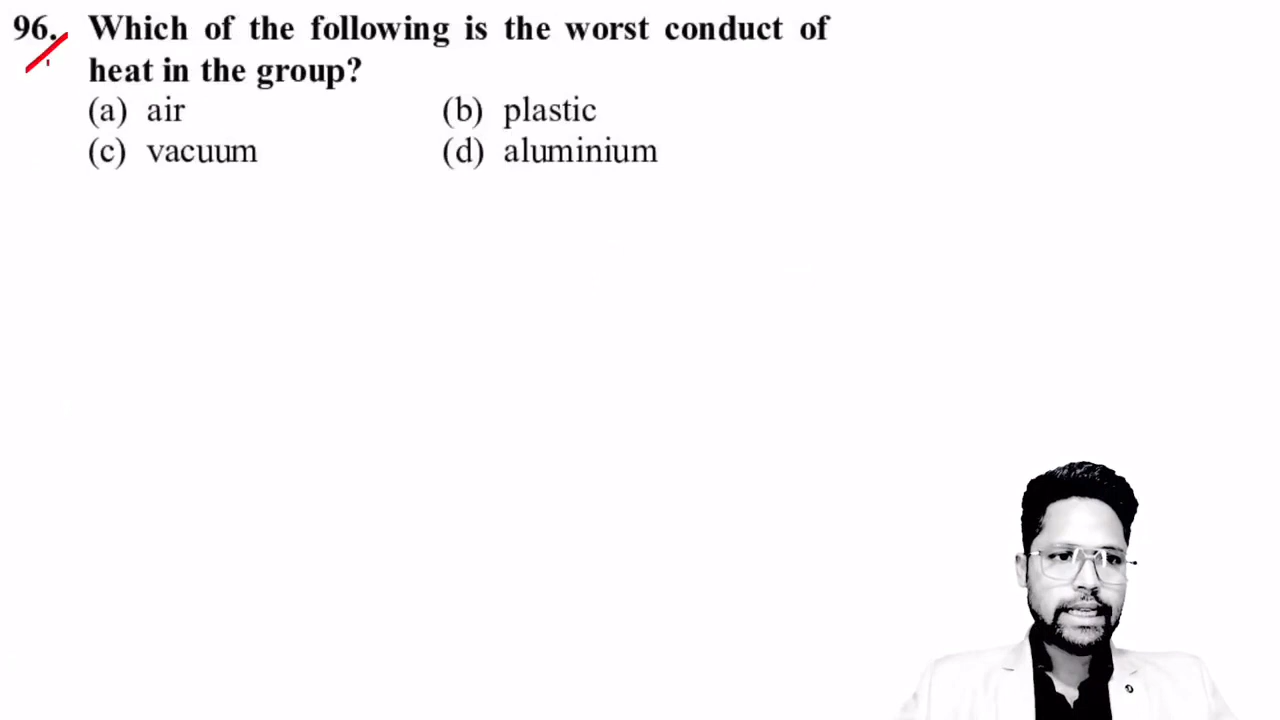 96. Which of the following is the worst conduct of
heat in the group?
(a) air (b) plastic
(c) vacuum (d) aluminium